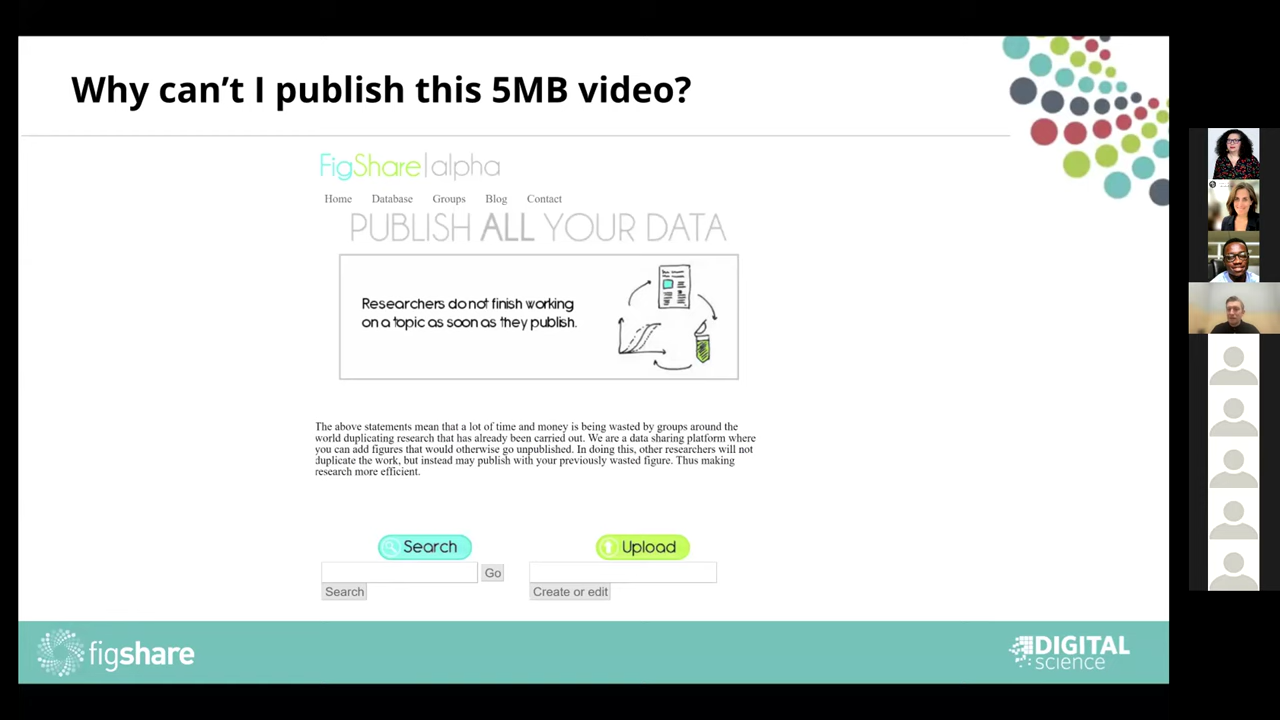 Why can't I publish this 5MB video?
FigShare|alpha
Home Database Groups Blog Contact
PUBLISH ALL YOUR DATA
Researchers do not finish working
on a topic as soon as they publish.
The above statements mean that a lot of time and money is being wasted by groups around the
world duplicating research that has already been carried out. We are a data sharing platform where
you can add figures that would otherwise go unpublished. In doing this, other researchers will not
duplicate the work, but instead may publish with your previously wasted figure. Thus making
research more efficient.
Search Upload
Go
Search Create or edit
figshare
DIGITAL
science